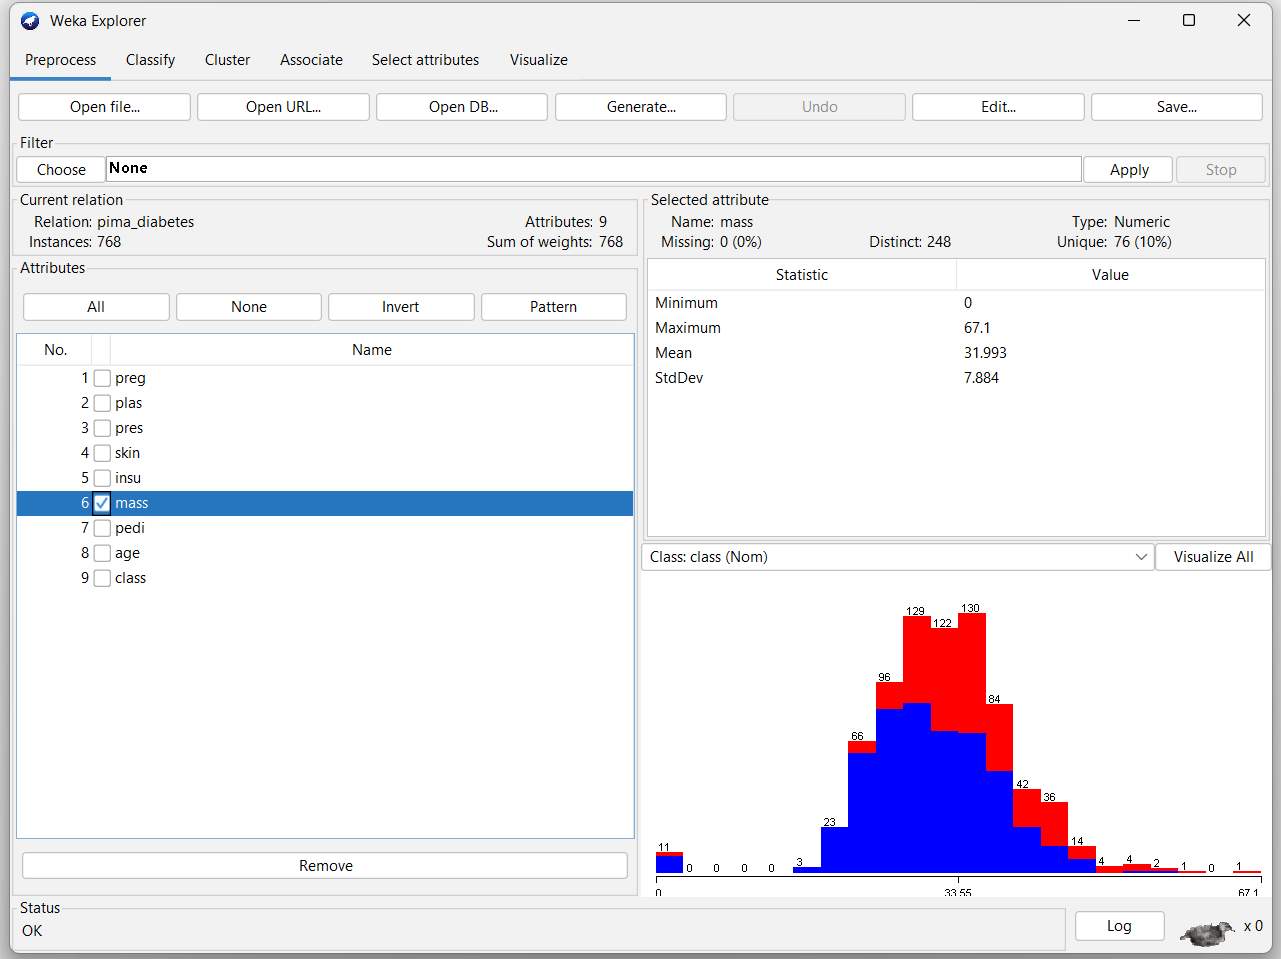 Weka Explorer
Preprocess Classify Cluster Associate Select attributes Visualize
Open file... Open URL... Open DB... Generate... Undo Edit... Save...
Filter
Choose None Apply Stop
Current relation
Relation: pima_diabetes Attributes: 9
Instances: 768 Sum of weights: 768
Attributes
All None Invert Pattern
No. Name
1 preg
2 plas
3 pres
4 skin
5 insu
6 mass
7 pedi
8 age
9 class
Remove
Selected attribute
Name: mass Type: Numeric
Missing: 0 (0%) Distinct: 248 Unique: 76 (10%)
Statistic Value
Minimum 0
Maximum 67.1
Mean 31.993
StdDev 7.884
Class: class (Nom) Visualize All
11 0 0 0 0 3 23 66 96 129 122 130 84 42 36 14 4 4 2 1 0 1
0 33.55 67.1
Status
OK
Log x 0